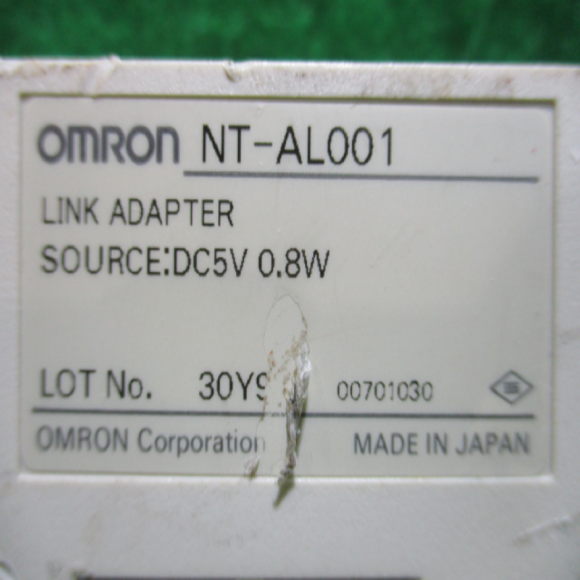 OMRON NT-AL001
LINK ADAPTER
SOURCE:DC5V 0.8W
LOT No. 00701030
OMRON Corporation MADE IN JAPAN